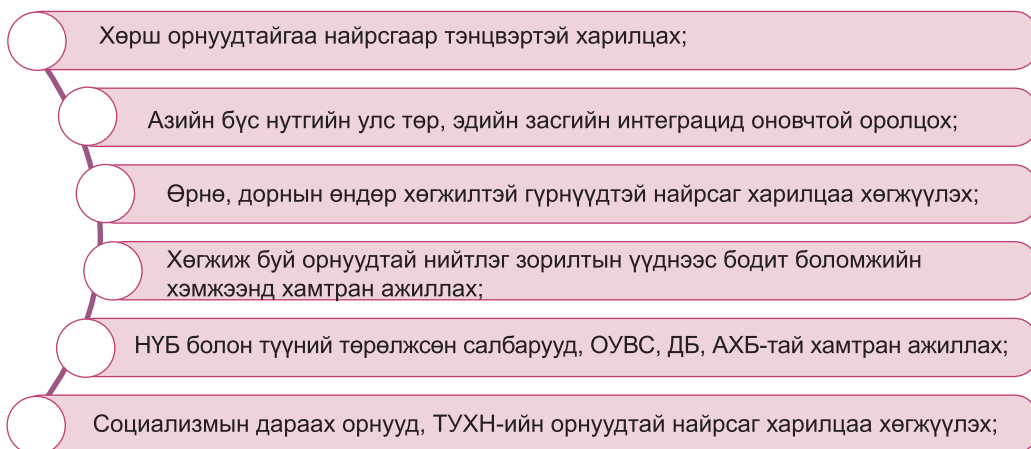 Хөрш орнуудтайгаа найрсгаар тэнцвэртэй харилцах;
Азийн бүс нутгийн улс төр, эдийн засгийн интеграцид оновчтой оролцох;
Өрнө, дорнын өндөр хөгжилтэй гүрнүүдтэй найрсаг харилцаа хөгжүүлэх;
Хөгжиж буй орнуудтай нийтлэг зорилтын үүднээс бодит боломжийн
хэмжээнд хамтран ажиллах;
НҮБ болон түүний төрөлжсөн салбарууд, ОУВС, ДБ, АХБ-тай хамтран ажиллах;
Социализмын дараах орнууд, ТУХН-ийн орнуудтай найрсаг харилцаа хөгжүүлэх;